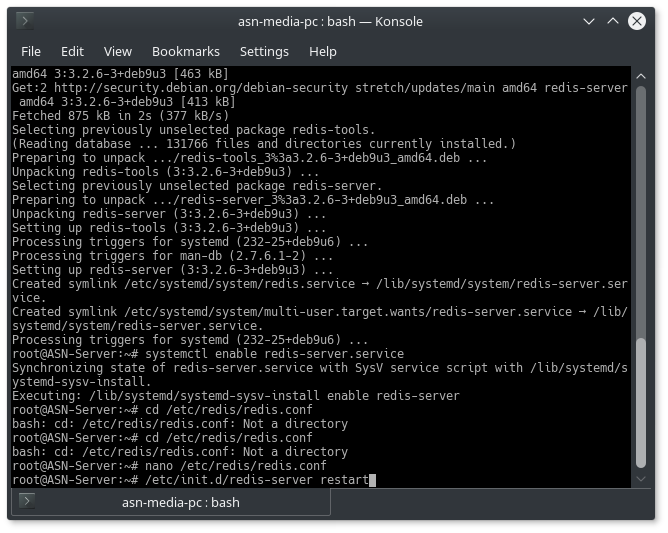 asn-media-pc : bash — Konsole
File Edit View Bookmarks Settings Help
amd64 3:3.2.6-3+deb9u3 [463 kB]
Get:2 http://security.debian.org/debian-security stretch/updates/main amd64 redis-server
 amd64 3:3.2.6-3+deb9u3 [413 kB]
Fetched 875 kB in 2s (377 kB/s)
Selecting previously unselected package redis-tools.
(Reading database ... 131766 files and directories currently installed.)
Preparing to unpack .../redis-tools_3%3a3.2.6-3+deb9u3_amd64.deb ...
Unpacking redis-tools (3:3.2.6-3+deb9u3) ...
Selecting previously unselected package redis-server.
Preparing to unpack .../redis-server_3%3a3.2.6-3+deb9u3_amd64.deb ...
Unpacking redis-server (3:3.2.6-3+deb9u3) ...
Setting up redis-tools (3:3.2.6-3+deb9u3) ...
Processing triggers for systemd (232-25+deb9u6) ...
Processing triggers for man-db (2.7.6.1-2) ...
Setting up redis-server (3:3.2.6-3+deb9u3) ...
Created symlink /etc/systemd/system/redis.service → /lib/systemd/system/redis-server.ser
vice.
Created symlink /etc/systemd/system/multi-user.target.wants/redis-server.service → /lib/
systemd/system/redis-server.service.
Processing triggers for systemd (232-25+deb9u6) ...
root@ASN-Server:~# systemctl enable redis-server.service
Synchronizing state of redis-server.service with SysV service script with /lib/systemd/s
ystemd-sysv-install.
Executing: /lib/systemd/systemd-sysv-install enable redis-server
root@ASN-Server:~# cd /etc/redis/redis.conf
bash: cd: /etc/redis/redis.conf: Not a directory
root@ASN-Server:~# cd /etc/redis/redis.conf
bash: cd: /etc/redis/redis.conf: Not a directory
root@ASN-Server:~# nano /etc/redis/redis.conf
root@ASN-Server:~# /etc/init.d/redis-server restart
asn-media-pc : bash